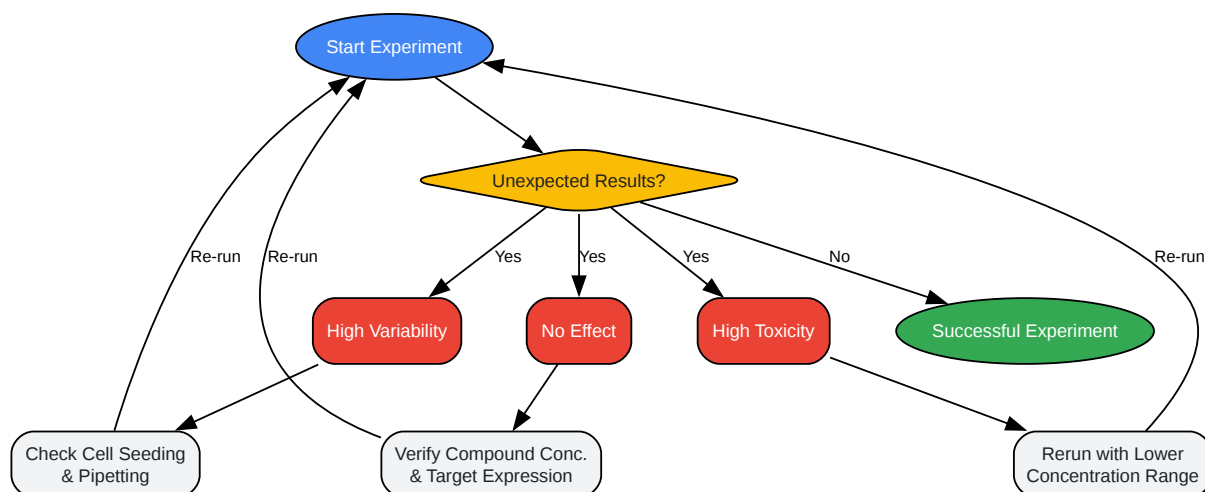 Start Experiment
Unexpected Results?
Re-run
Re-run
Yes
Yes
Yes
No
Re-run
High Variability
No Effect
High Toxicity
Successful Experiment
Check Cell Seeding
& Pipetting
Verify Compound Conc.
& Target Expression
Rerun with Lower
Concentration Range